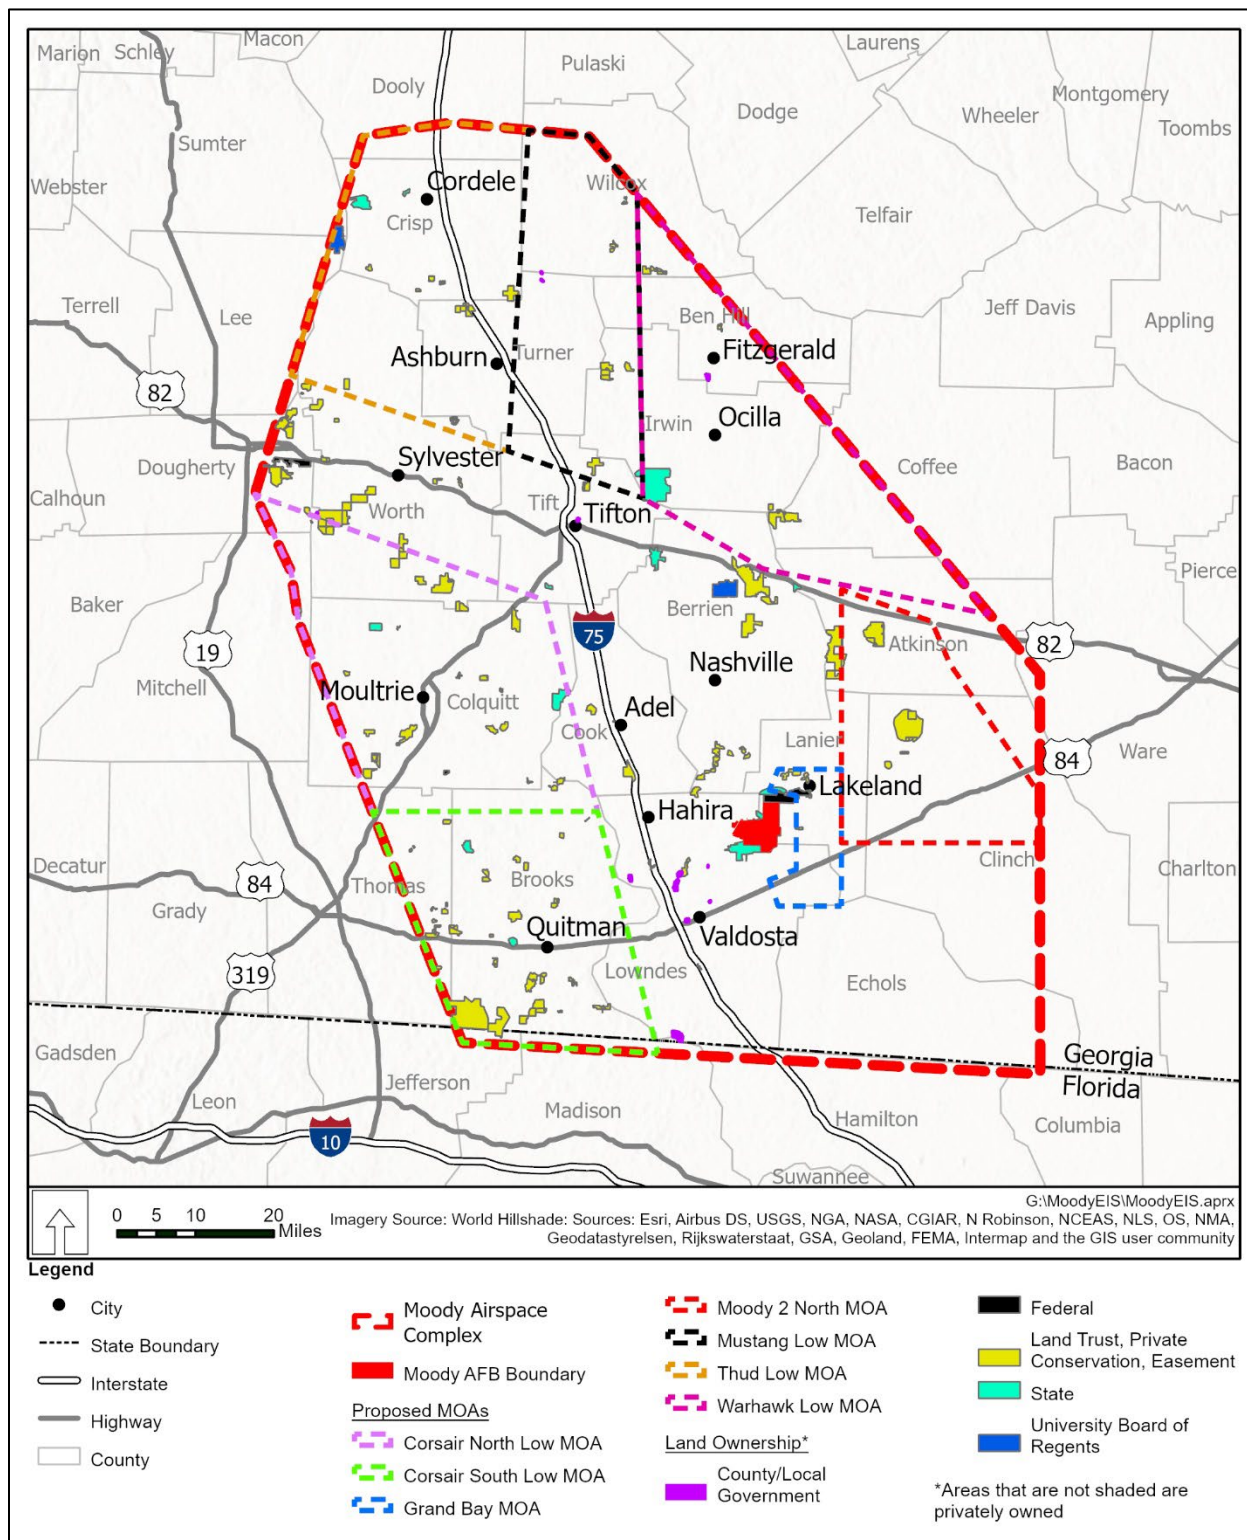 Macon
Laurens
Marion
Schley
Pulaski
Dooly
Montgomery
Dodge
Wheeler
Toombs
Sumter
Webster
Cordele
Wilcox
Crisp
Telfair
Terrell
Lee
Jeff Davis
Ben Hill
Appling
Turner
Ashburn
Fitzgerald
82
Irwin
Ocilla
Dougherty
Sylvester
Coffee
Bacon
Calhoun
Worth
Tift
Tifton
Pierce
Baker
Berrien
75
Atkinson
19
82
Nashville
Mitchell
Moultrie
Colquitt
Adel
Cook
Lanier
Ware
84
Lakeland
Hahira
Clinch
Decatur
84
Thomas
Brooks
Charlton
Grady
Quitman
Valdosta
319
Lowndes
Echols
Gadsden
Georgia
Florida
Jefferson
Leon
Madison
Hamilton
Columbia
10
Suwannee
G:\MoodyEIS\MoodyEIS.aprx
0 5 10 20
Miles
Imagery Source: World Hillshade: Sources: Esri, Airbus DS, USGS, NGA, NASA, CGIAR, N Robinson, NCEAS, NLS, OS, NMA,
Geodatastyrelsen, Rijkswaterstaat, GSA, Geoland, FEMA, Intermap and the GIS user community
Legend
City
State Boundary
Interstate
Highway
County
Moody Airspace
Complex
Moody AFB Boundary
Proposed MOAs
Corsair North Low MOA
Corsair South Low MOA
Grand Bay MOA
Moody 2 North MOA
Mustang Low MOA
Thud Low MOA
Warhawk Low MOA
Land Ownership*
County/Local
Government
Federal
Land Trust, Private
Conservation, Easement
State
University Board of
Regents
*Areas that are not shaded are
privately owned